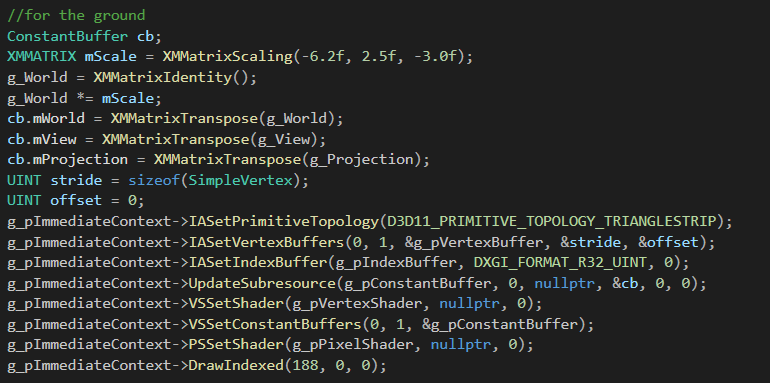 //for the ground
ConstantBuffer cb;
XMMATRIX mScale = XMMatrixScaling(-6.2f, 2.5f, -3.0f);
g_World = XMMatrixIdentity();
g_World *= mScale;
cb.mWorld = XMMatrixTranspose(g_World);
cb.mView = XMMatrixTranspose(g_View);
cb.mProjection = XMMatrixTranspose(g_Projection);
UINT stride = sizeof(SimpleVertex);
UINT offset = 0;
g_pImmediateContext->IASetPrimitiveTopology(D3D11_PRIMITIVE_TOPOLOGY_TRIANGLESTRIP);
g_pImmediateContext->IASetVertexBuffers(0, 1, &g_pVertexBuffer, &stride, &offset);
g_pImmediateContext->IASetIndexBuffer(g_pIndexBuffer, DXGI_FORMAT_R32_UINT, 0);
g_pImmediateContext->UpdateSubresource(g_pConstantBuffer, 0, nullptr, &cb, 0, 0);
g_pImmediateContext->VSSetShader(g_pVertexShader, nullptr, 0);
g_pImmediateContext->VSSetConstantBuffers(0, 1, &g_pConstantBuffer);
g_pImmediateContext->PSSetShader(g_pPixelShader, nullptr, 0);
g_pImmediateContext->DrawIndexed(188, 0, 0);